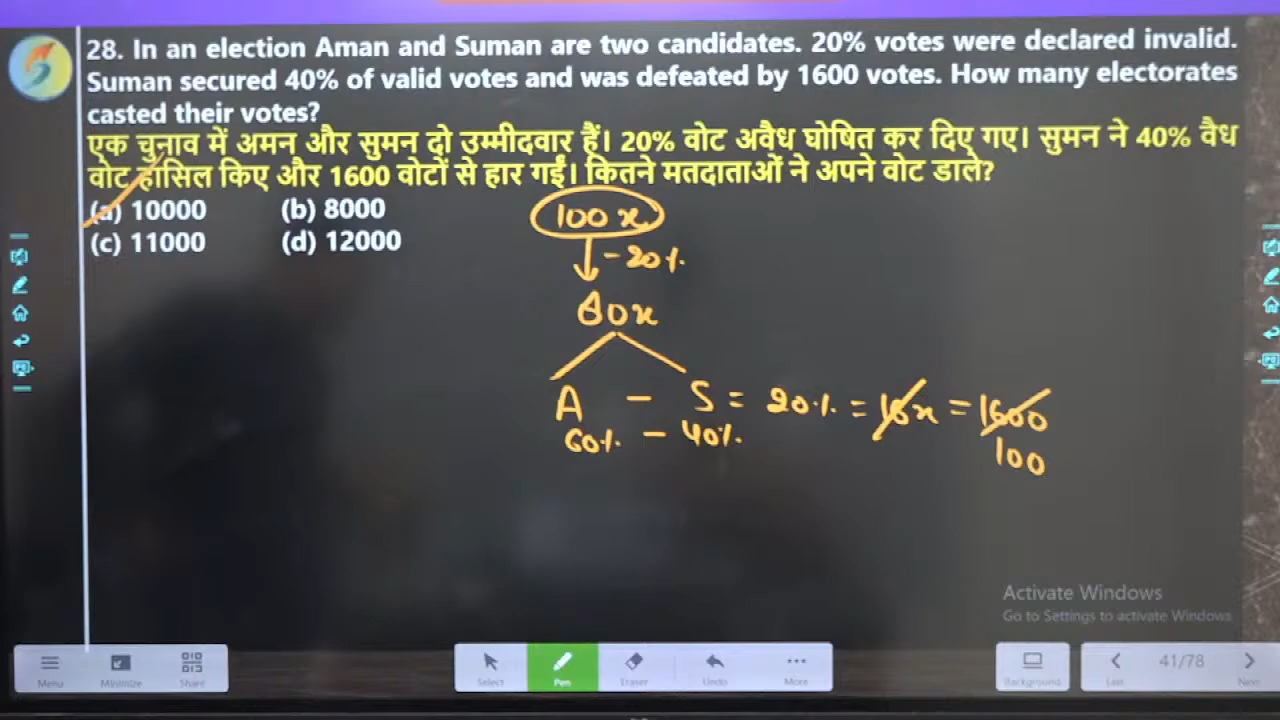 28. In an election Aman and Suman are two candidates. 20% votes were declared invalid.
Suman secured 40% of valid votes and was defeated by 1600 votes. How many electorates
casted their votes?
एक चुनाव में अमन और सुमन दो उम्मीदवार हैं। 20% वोट अवैध घोषित कर दिए गए। सुमन ने 40% वैध
वोट हासिल किए और 1600 वोटों से हार गईं। कितने मतदाताओं ने अपने वोट डाले?
(a) 10000 (b) 8000
(c) 11000 (d) 12000
100x
-20%
80x
A - S = 20% = 16x = 1600
60% - 40%
100
Activate Windows
Go to Settings to activate Windows
Menu Minimize Share Select Pen Eraser Undo More Background Last 41/78 Next